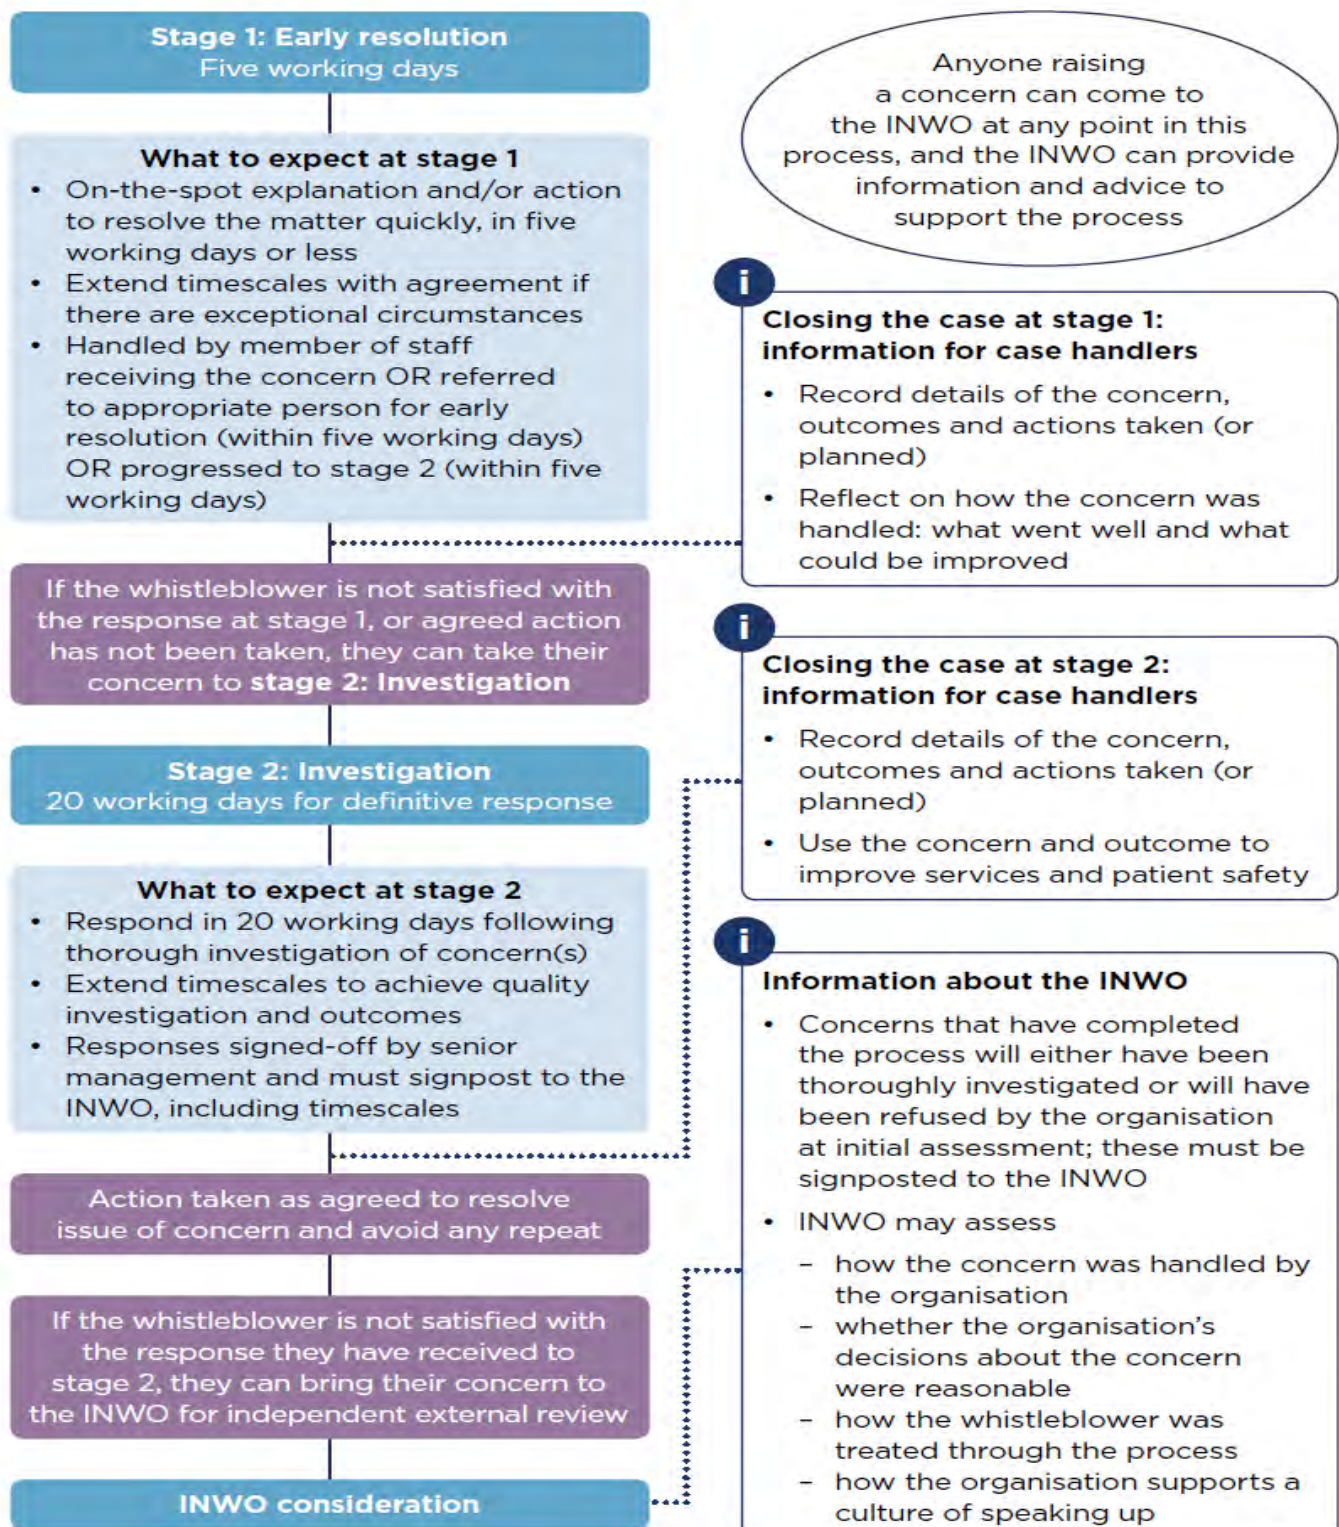 Stage 1: Early resolution
Five working days
What to expect at stage 1
• On-the-spot explanation and/or action
to resolve the matter quickly, in five
working days or less
• Extend timescales with agreement if
there are exceptional circumstances
• Handled by member of staff
receiving the concern OR referred
to appropriate person for early
resolution (within five working days)
OR progressed to stage 2 (within five
working days)
If the whistleblower is not satisfied with
the response at stage 1, or agreed action
has not been taken, they can take their
concern to stage 2: Investigation
Stage 2: Investigation
20 working days for definitive response
What to expect at stage 2
• Respond in 20 working days following
thorough investigation of concern(s)
• Extend timescales to achieve quality
investigation and outcomes
• Responses signed-off by senior
management and must signpost to the
INWO, including timescales
Action taken as agreed to resolve
issue of concern and avoid any repeat
If the whistleblower is not satisfied with
the response they have received to
stage 2, they can bring their concern to
the INWO for independent external review
INWO consideration
Anyone raising
a concern can come to
the INWO at any point in this
process, and the INWO can provide
information and advice to
support the process
i
Closing the case at stage 1:
information for case handlers
• Record details of the concern,
outcomes and actions taken (or
planned)
• Reflect on how the concern was
handled: what went well and what
could be improved
i
Closing the case at stage 2:
information for case handlers
• Record details of the concern,
outcomes and actions taken (or
planned)
• Use the concern and outcome to
improve services and patient safety
i
Information about the INWO
• Concerns that have completed
the process will either have been
thoroughly investigated or will have
been refused by the organisation
at initial assessment; these must be
signposted to the INWO
• INWO may assess
– how the concern was handled by
the organisation
– whether the organisation's
decisions about the concern
were reasonable
– how the whistleblower was
treated through the process
– how the organisation supports a
culture of speaking up